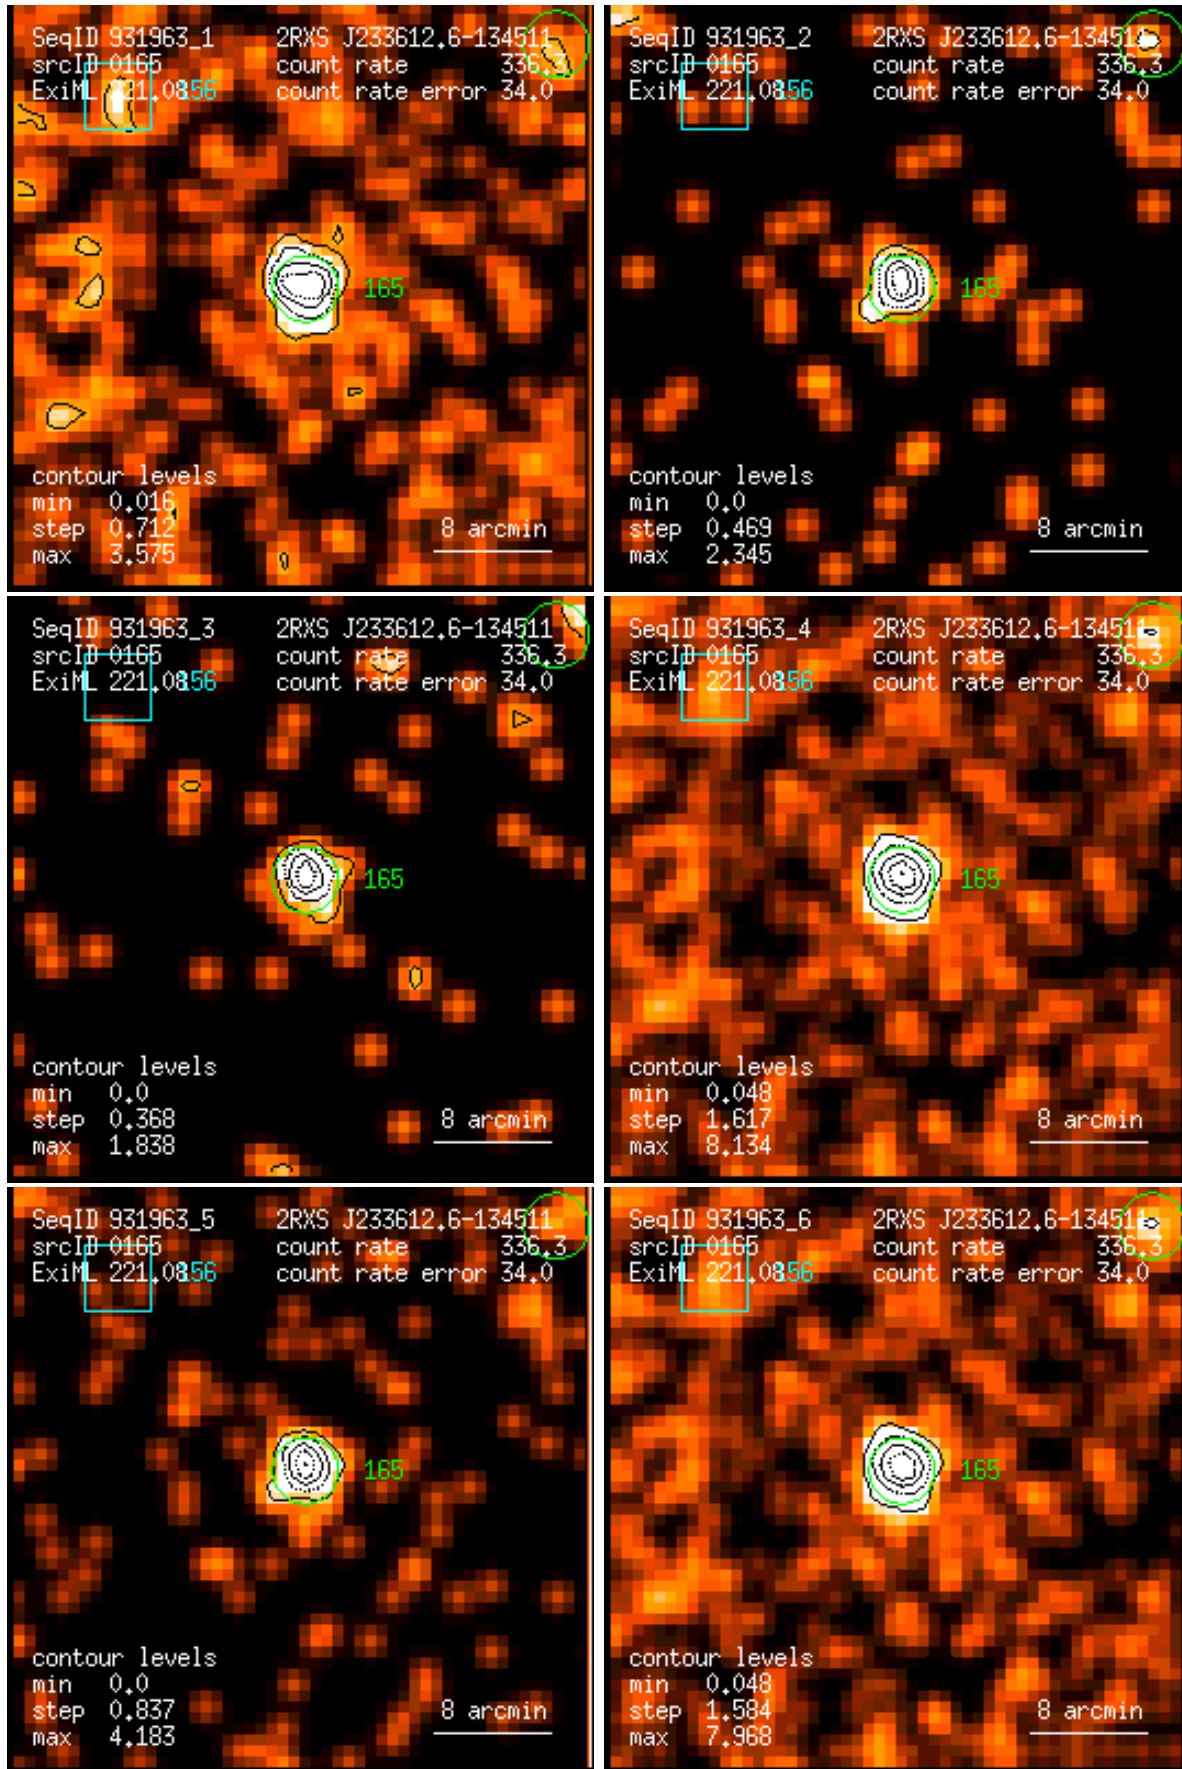 SeqID 931963_1 2RXS J233612.6-134511
srcID 0165 count rate 336.3
ExiML 221.08 156 count rate error 34.0
165
contour levels
min 0.016
step 0.712 8 arcmin
max 3.575
SeqID 931963_2 2RXS J233612.6-134511
srcID 0165 count rate 336.3
ExiML 221.08 156 count rate error 34.0
165
contour levels
min 0.0
step 0.469 8 arcmin
max 2.345
SeqID 931963_3 2RXS J233612.6-134511
srcID 0165 count rate 336.3
ExiML 221.08 156 count rate error 34.0
165
contour levels
min 0.0
step 0.368 8 arcmin
max 1.838
SeqID 931963_4 2RXS J233612.6-134511
srcID 0165 count rate 336.3
ExiML 221.08 156 count rate error 34.0
165
contour levels
min 0.048
step 1.617 8 arcmin
max 8.134
SeqID 931963_5 2RXS J233612.6-134511
srcID 0165 count rate 336.3
ExiML 221.08 156 count rate error 34.0
165
contour levels
min 0.0
step 0.837 8 arcmin
max 4.183
SeqID 931963_6 2RXS J233612.6-134511
srcID 0165 count rate 336.3
ExiML 221.08 156 count rate error 34.0
165
contour levels
min 0.048
step 1.584 8 arcmin
max 7.968